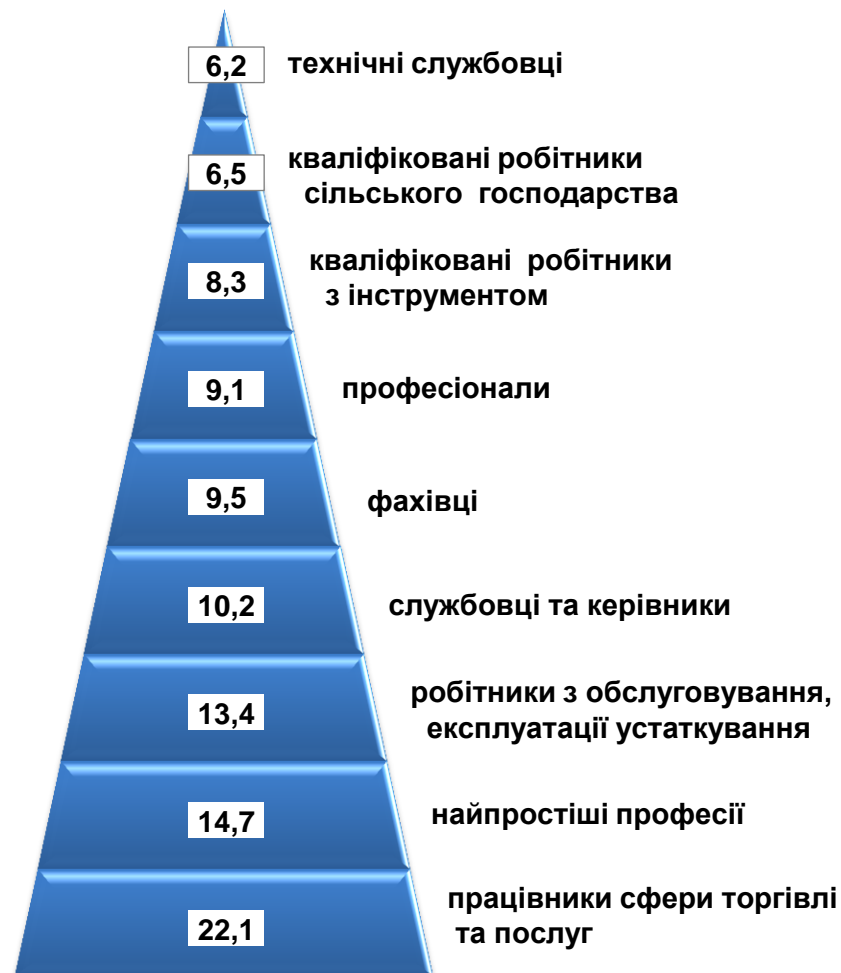 6,2 технічні службовці
6,5 кваліфіковані робітники
сільського господарства
8,3 кваліфіковані робітники
з інструментом
9,1 професіонали
9,5 фахівці
10,2 службовці та керівники
13,4 робітники з обслуговування,
експлуатації устаткування
14,7 найпростіші професії
22,1 працівники сфери торгівлі
та послуг